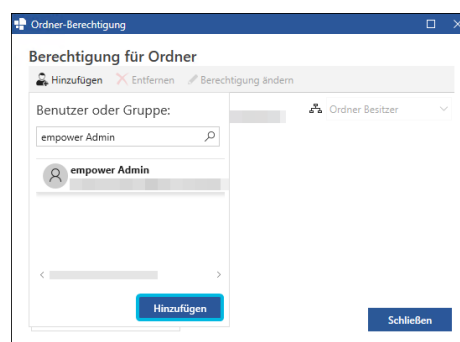 Ordner-Berechtigung
Berechtigung für Ordner
Hinzufügen Entfernen Berechtigung ändern
Benutzer oder Gruppe:
Ordner Besitzer
empower Admin
empower Admin
Hinzufügen
Schließen